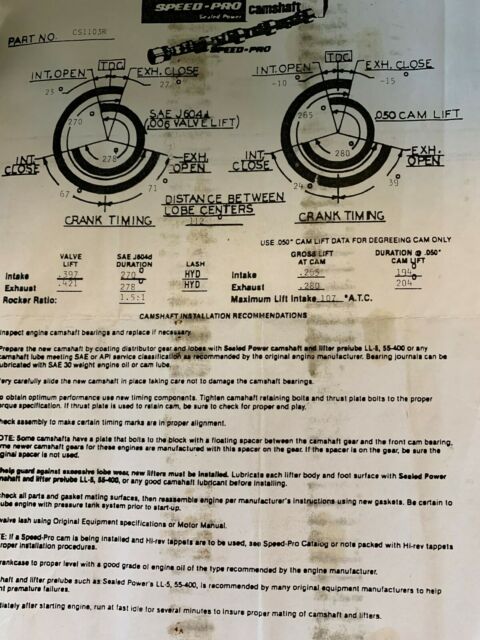 SPEED-PRO Camshaft
Sealed Power
PART NO. CS1103R
SPEED-PRO
TDC
INT. OPEN EXH. CLOSE
23 22
SAE J604d
(.006 VALVE LIFT)
270
278
INT. CLOSE
EXH. OPEN
67 71
CRANK TIMING
DISTANCE BETWEEN
LOBE CENTERS
112
TDC
INT. OPEN EXH. CLOSE
-10 -15
.050 CAM LIFT
265
280
INT. CLOSE
EXH. OPEN
24 39
CRANK TIMING
USE .050" CAM LIFT DATA FOR DEGREEING CAM ONLY
VALVE LIFT SAE J604d DURATION LASH
Intake .397 270° HYD
Exhaust .421 278 HYD
Rocker Ratio: 1.5:1
GROSS LIFT AT CAM DURATION @ .050" CAM LIFT
Intake .265 194°
Exhaust .280 204
Maximum Lift Intake 107 °A.T.C.
CAMSHAFT INSTALLATION RECOMMENDATIONS
inspect engine camshaft bearings and replace if necessary.
Prepare the new camshaft by coating distributor gear and lobes with Sealed Power camshaft and lifter prelube LL-5, 55-400 or any
camshaft lube meeting SAE or API service classification as recommended by the original engine manufacturer. Bearing journals can be
lubricated with SAE 30 weight engine oil or cam lube.
very carefully slide the new camshaft in place taking care not to damage the camshaft bearings.
o obtain optimum performance use new timing components. Tighten camshaft retaining bolts and thrust plate bolts to the proper
rque specification. If thrust plate is used to retain cam, be sure to check for proper end play.
heck assembly to make certain timing marks are in proper alignment.
OTE: Some camshafts have a plate that bolts to the block with a floating spacer between the camshaft gear and the front cam bearing.
ome newer camshaft gears for these engines are manufactured with this spacer on the gear. If the spacer is on the gear, be sure the
ginal spacer is not used.
help guard against excessive lobe wear, new lifters must be installed. Lubricate each lifter body and foot surface with Sealed Power
mshaft and lifter prelube LL-5, 55-400, or any good camshaft lubricant before installing.
check all parts and gasket mating surfaces, then reassemble engine per manufacturer's instructions using new gaskets. Be certain to
lube engine with pressure tank system prior to start-up.
valve lash using Original Equipment specifications or Motor Manual.
TE: If a Speed-Pro cam is being installed and Hi-rev tappets are to be used, see Speed-Pro Catalog or note packed with Hi-rev tappets
roper installation procedures.
rankcase to proper level with a good grade of engine oil of the type recommended by the engine manufacturer.
haft and lifter prelube such as Sealed Power's LL-5, 55-400, is recommended by many original equipment manufacturers to help
nt premature failures.
diately after starting engine, run at fast idle for several minutes to insure proper mating of camshaft and lifters.